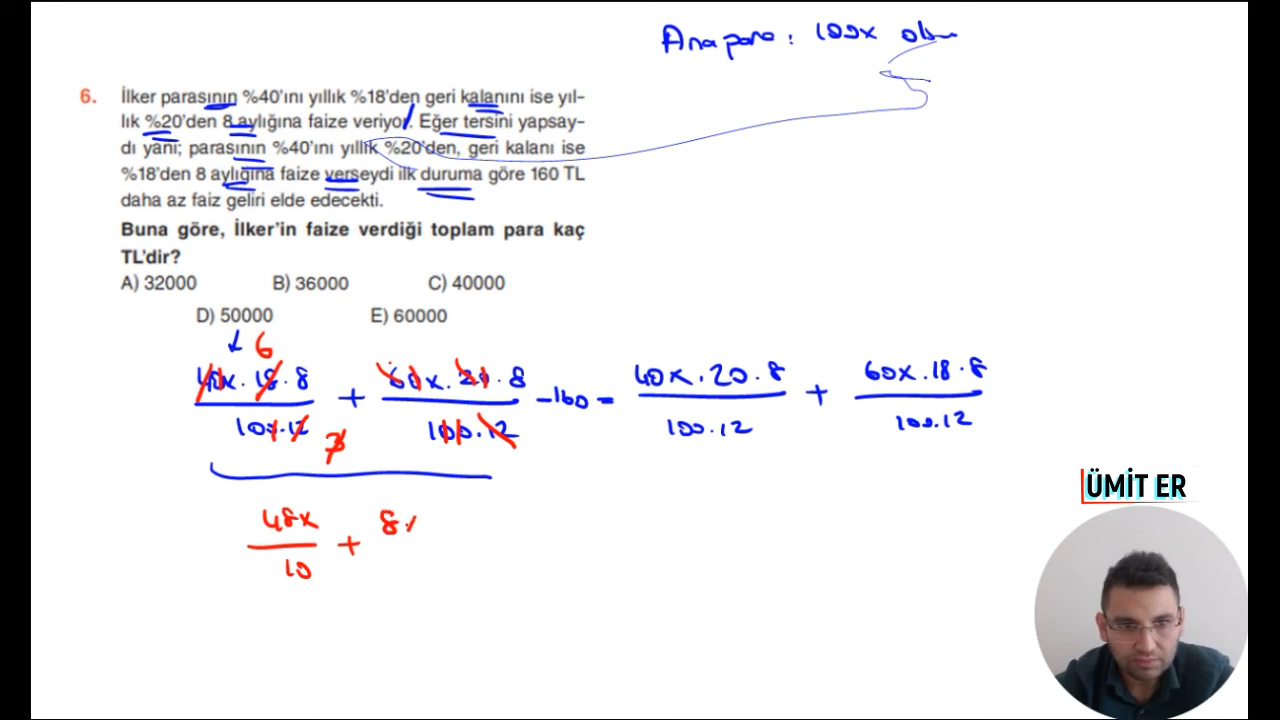 Anapara: 100x olsun
6. İlker parasının %40'ını yıllık %18'den geri kalanını ise yıl-
lık %20'den 8 aylığına faize veriyor. Eğer tersini yapsay-
dı yani; parasının %40'ını yıllık %20'den, geri kalanı ise
%18'den 8 aylığına faize verseydi ilk duruma göre 160 TL
daha az faiz geliri elde edecekti.
Buna göre, İlker'in faize verdiği toplam para kaç
TL'dir?
A) 32000 B) 36000 C) 40000
D) 50000 E) 60000
6
40x.18.8 + 60x.20.8 -160 = 40x.20.8 + 60x.18.8
100.12 100.12 100.12 100.12
3
48x + 8
10
ÜMİT ER